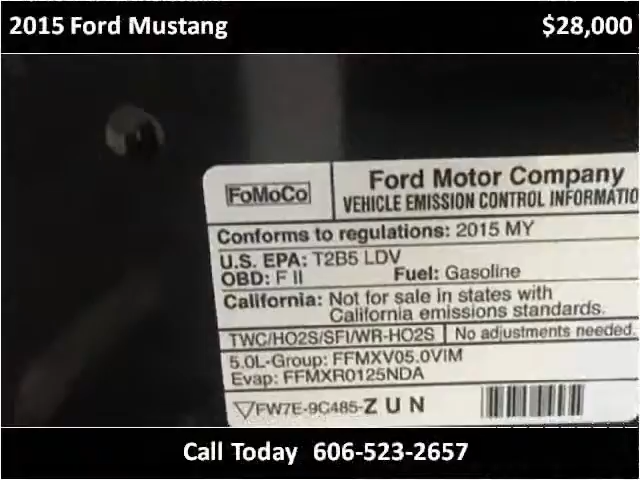 2015 Ford Mustang $28,000
FoMoCo
Ford Motor Company
VEHICLE EMISSION CONTROL INFORMATIO
Conforms to regulations: 2015 MY
U.S. EPA: T2B5 LDV
OBD: F II Fuel: Gasoline
California: Not for sale in states with
California emissions standards.
TWC/HO2S/SFI/WR-HO2S No adjustments needed.
5.0L-Group: FFMXV05.0VIM
Evap: FFMXR0125NDA
FW7E-9C485-Z U N
Call Today 606-523-2657